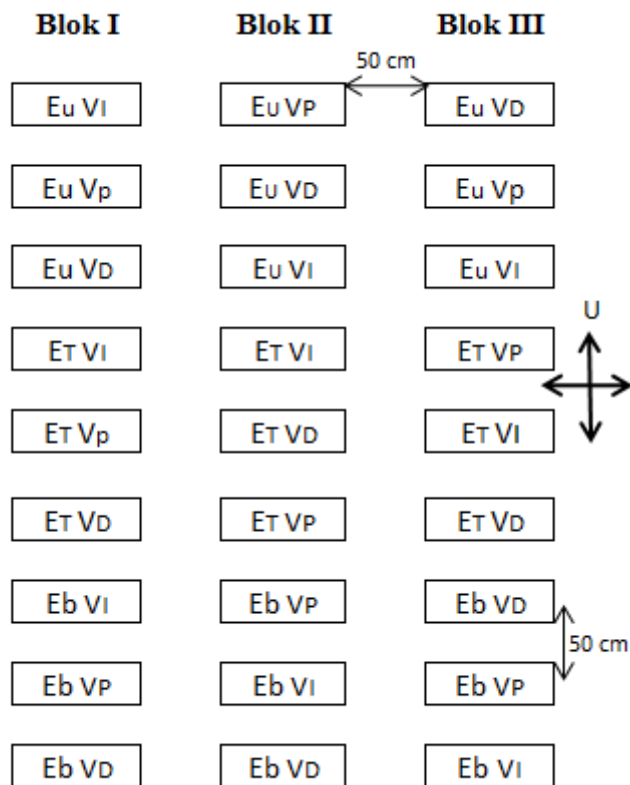 Blok I Blok II Blok III
50 cm
Eu VI EU VP Eu VD
Eu Vp EU VD Eu Vp
Eu VD EU VI Eu VI
U
ET VI ET VI ET VP
ET Vp ET VD ET VI
ET VD ET VP ET VD
Eb VI Eb VP Eb VD
50 cm
Eb VP Eb VI Eb VP
Eb VD Eb VD Eb VI